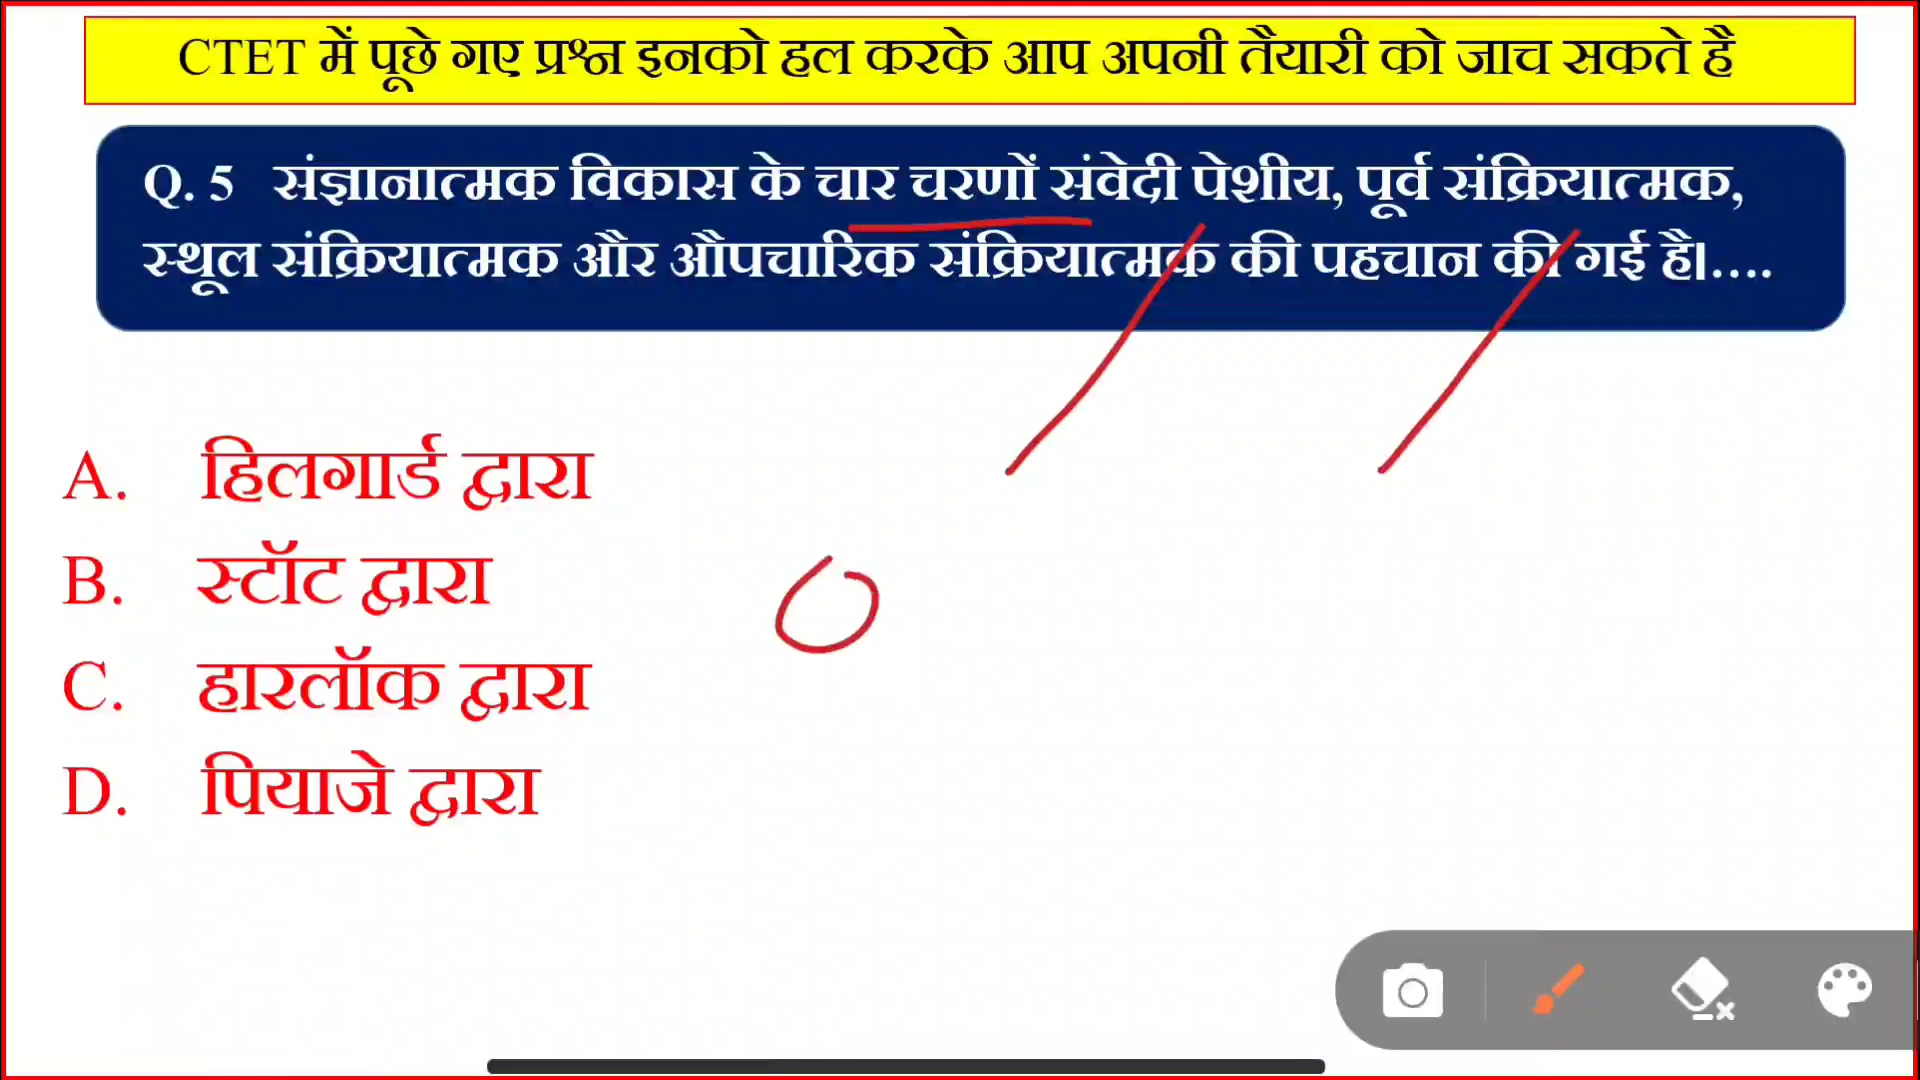 CTET में पूछे गए प्रश्न इनको हल करके आप अपनी तैयारी को जाच सकते है
Q. 5 संज्ञानात्मक विकास के चार चरणों संवेदी पेशीय, पूर्व संक्रियात्मक,
स्थूल संक्रियात्मक और औपचारिक संक्रियात्मक की पहचान की गई है।....
A. हिलगार्ड द्वारा
B. स्टॉट द्वारा
C. हारलॉक द्वारा
D. पियाजे द्वारा